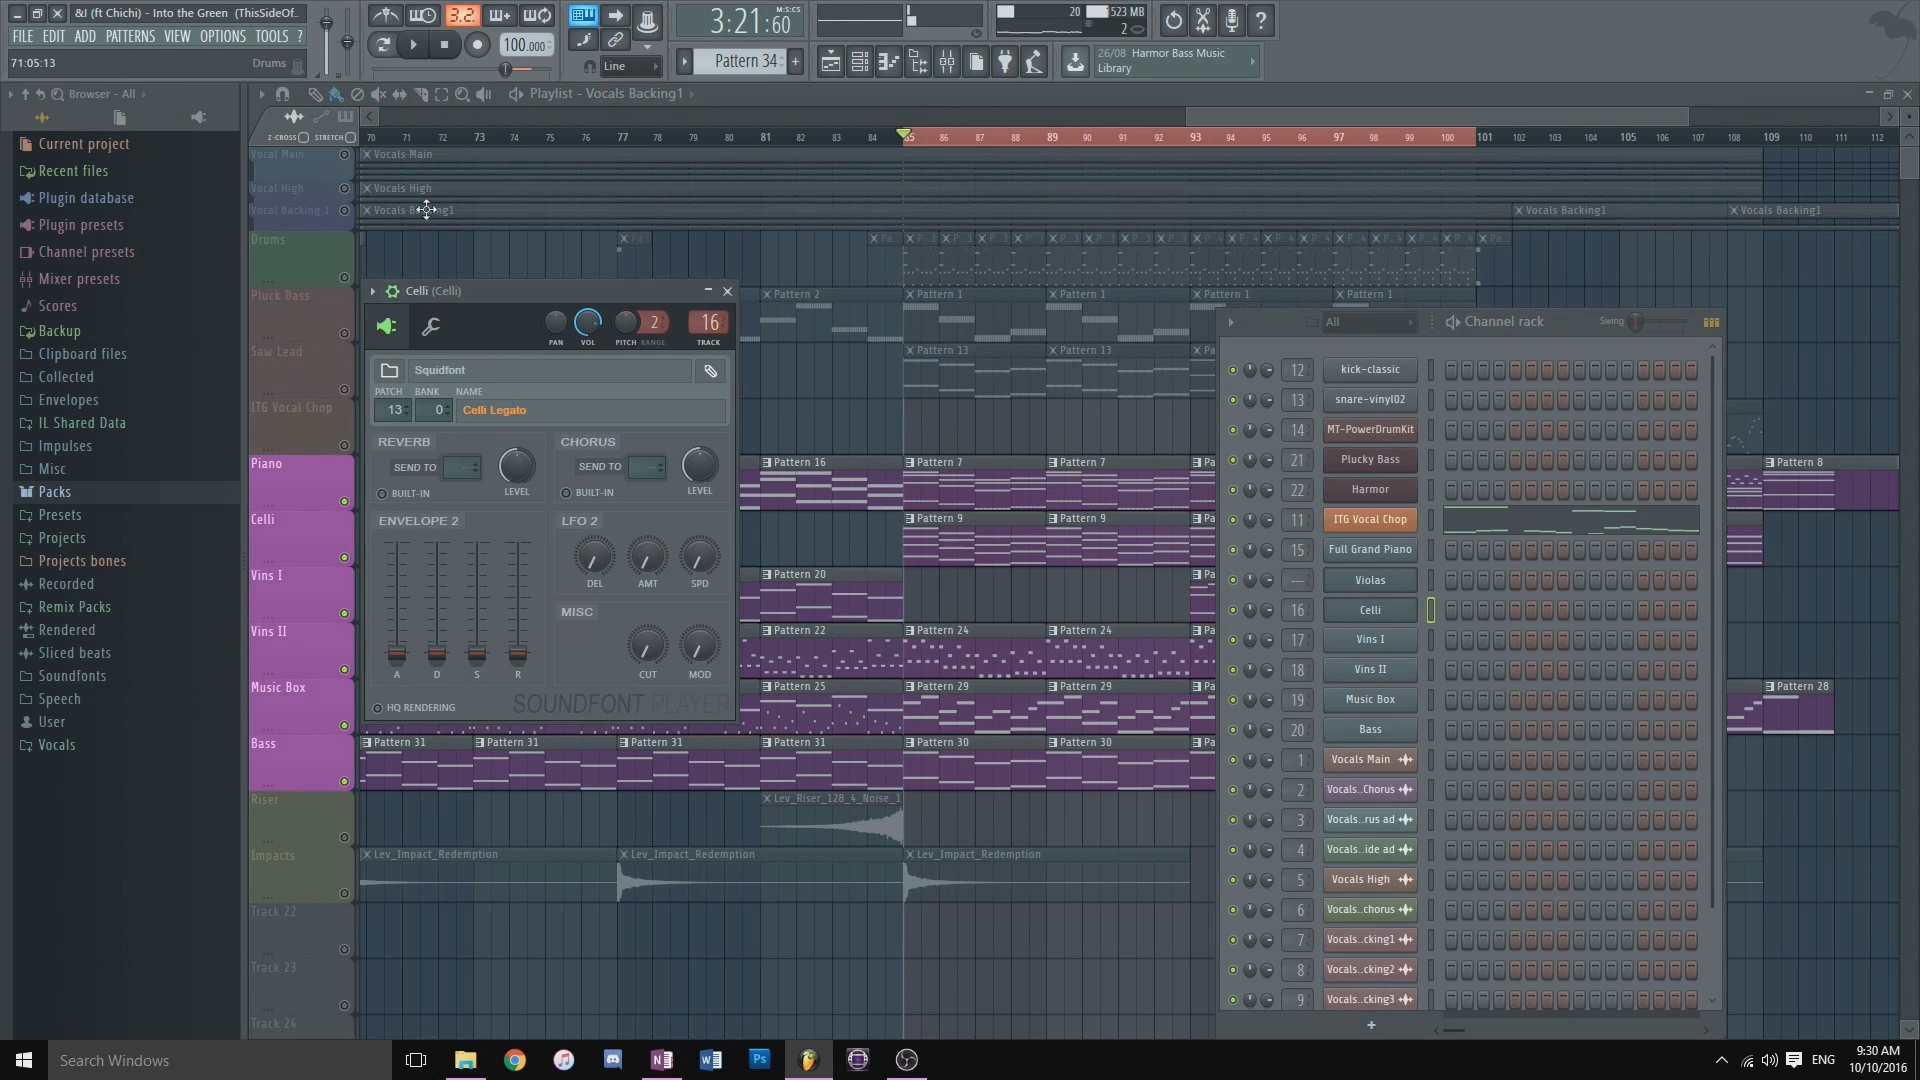 &I (ft Chichi) - Into the Green (ThisSideOf..
FILE EDIT ADD PATTERNS VIEW OPTIONS TOOLS ?
71:05:13
Drums
3.2.
100.000
Line
3:21:60
M:S:CS
Pattern 34
20
523 MB
2
26/08 Harmor Bass Music
Library
Browser - All
Current project
Recent files
Plugin database
Plugin presets
Channel presets
Mixer presets
Scores
Backup
Clipboard files
Collected
Envelopes
IL Shared Data
Impulses
Misc
Packs
Presets
Projects
Projects bones
Recorded
Remix Packs
Rendered
Sliced beats
Soundfonts
Speech
User
Vocals
Playlist - Vocals Backing1
Z-CROSS STRETCH
70 71 72 73 74 75 76 77 78 79 80 81 82 83 84 85 86 87 88 89 90 91 92 93 94 95 96 97 98 99 100 101 102 103 104 105 106 107 108 109 110 111 112
Vocal Main
Vocals Main
Vocal High
Vocals High
Vocal Backing 1
Vocals Backing1
Vocals Backing1
Vocals Backing1
Drums
Pluck Bass
Pattern 2
Pattern 1
Pattern 1
Pattern 1
Pattern 1
Saw Lead
Pattern 13
Pattern 13
ITG Vocal Chop
Piano
Pattern 16
Pattern 7
Pattern 7
Pattern 8
Celli
Pattern 9
Pattern 9
Vins I
Pattern 20
Vins II
Pattern 22
Pattern 24
Pattern 24
Music Box
Pattern 25
Pattern 29
Pattern 29
Pattern 28
Bass
Pattern 31
Pattern 31
Pattern 31
Pattern 31
Pattern 30
Pattern 30
Riser
Lev_Riser_128_4_Noise_1
Impacts
Lev_Impact_Redemption
Lev_Impact_Redemption
Lev_Impact_Redemption
Track 22
Track 23
Track 24
Celli (Celli)
2
16
PAN VOL PITCH RANGE TRACK
Squidfont
PATCH BANK NAME
13 0 Celli Legato
REVERB
SEND TO
BUILT-IN
LEVEL
CHORUS
SEND TO
BUILT-IN
LEVEL
ENVELOPE 2
A D S R
LFO 2
DEL AMT SPD
MISC
CUT MOD
HQ RENDERING
SOUNDFONT PLAYER
All
Channel rack
Swing
12 kick-classic
13 snare-vinyl02
14 MT-PowerDrumKit
21 Plucky Bass
22 Harmor
11 ITG Vocal Chop
15 Full Grand Piano
--- Violas
16 Celli
17 Vins I
18 Vins II
19 Music Box
20 Bass
1 Vocals Main
2 Vocals..Chorus
3 Vocals..rus ad
4 Vocals..ide ad
5 Vocals High
6 Vocals..chorus
7 Vocals..cking1
8 Vocals..cking2
9 Vocals..cking3
+
Search Windows
ENG
9:30 AM
10/10/2016